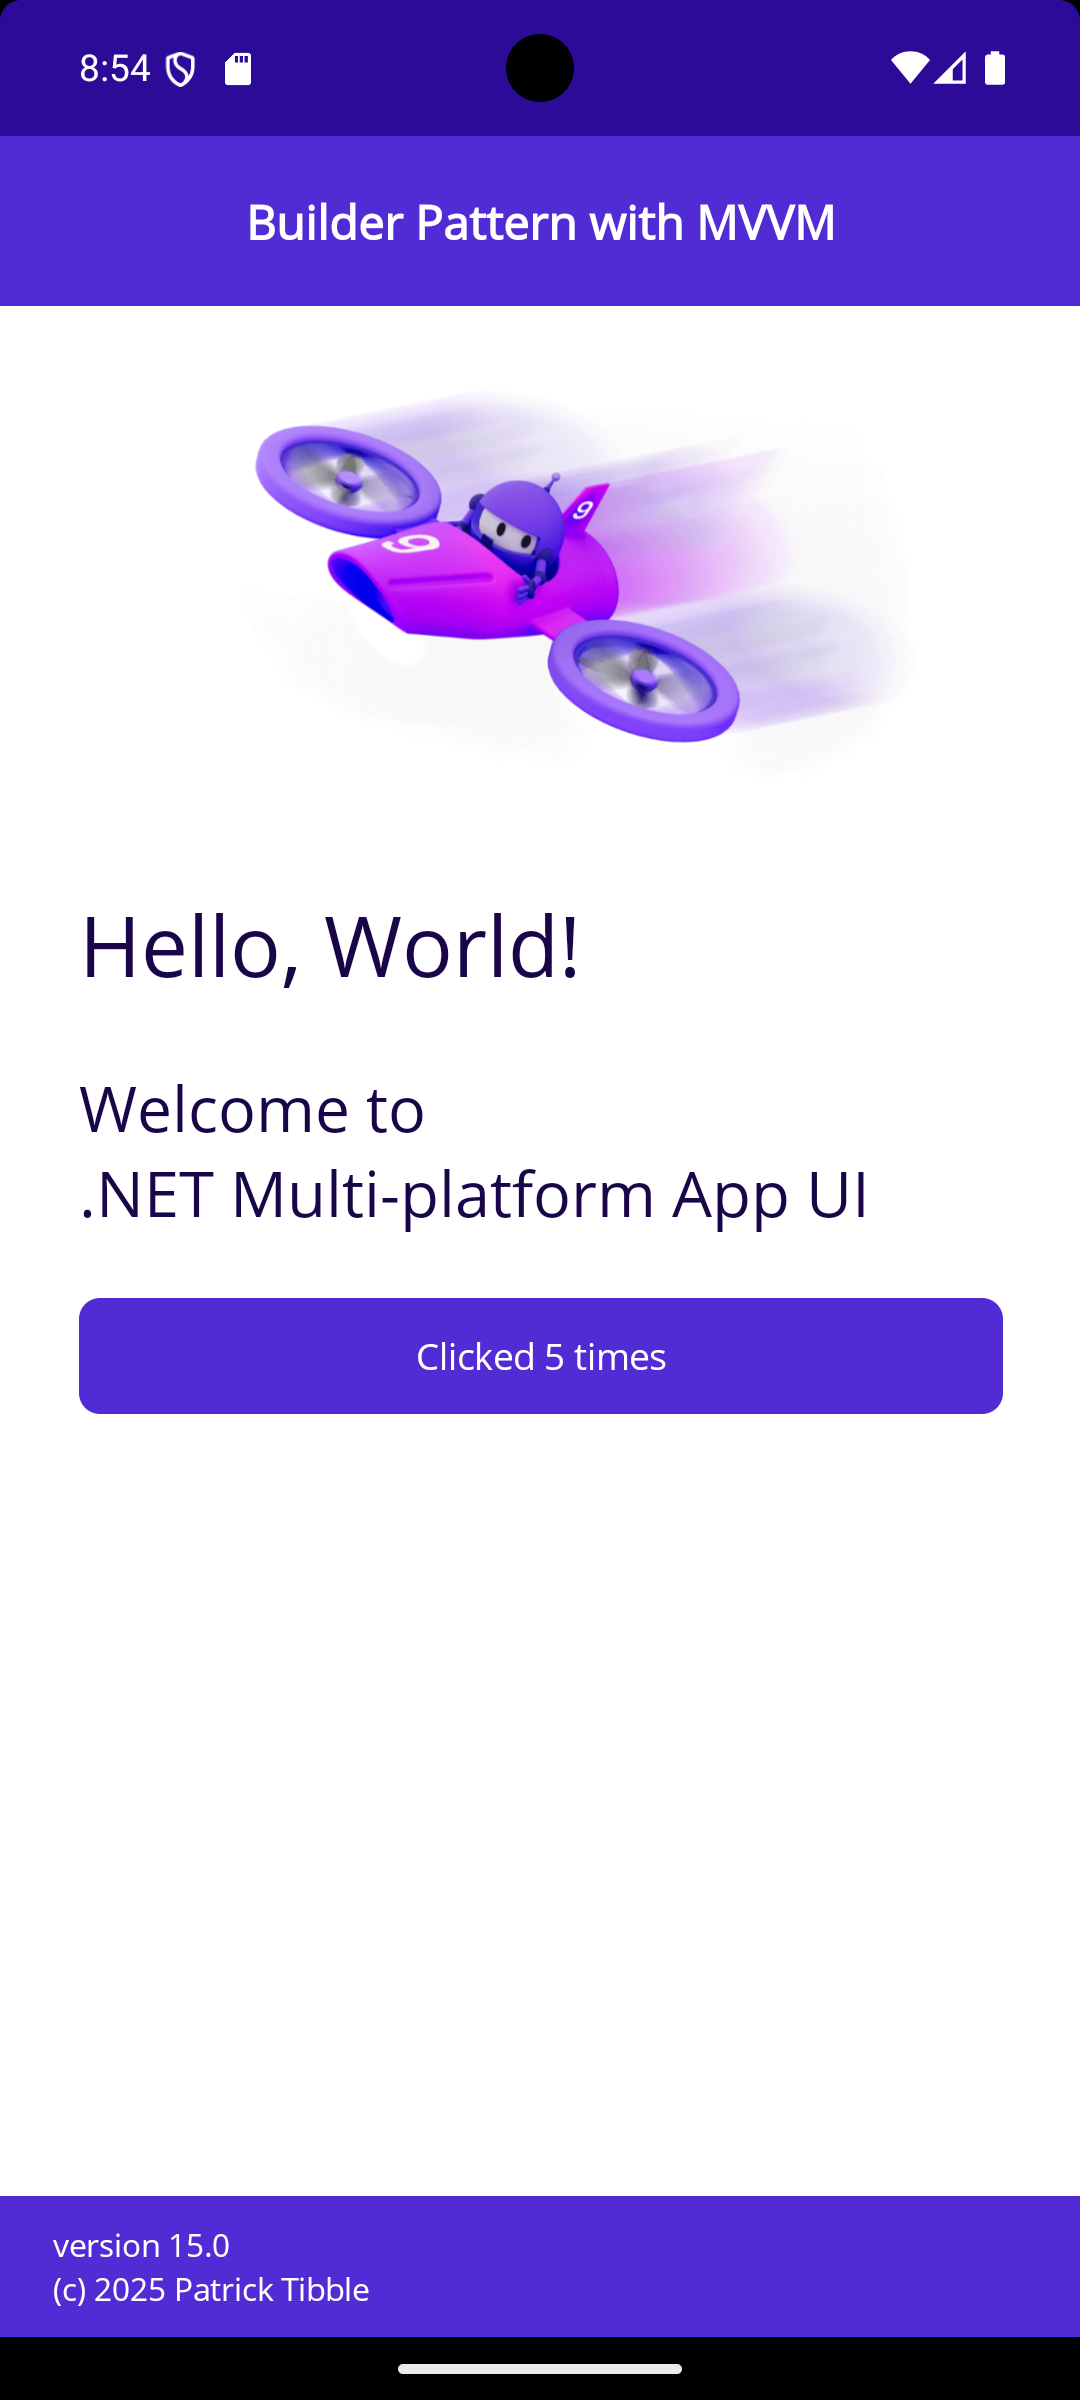 8:54
Builder Pattern with MVVM
9
9
Hello, World!
Welcome to
.NET Multi-platform App UI
Clicked 5 times
version 15.0
(c) 2025 Patrick Tibble